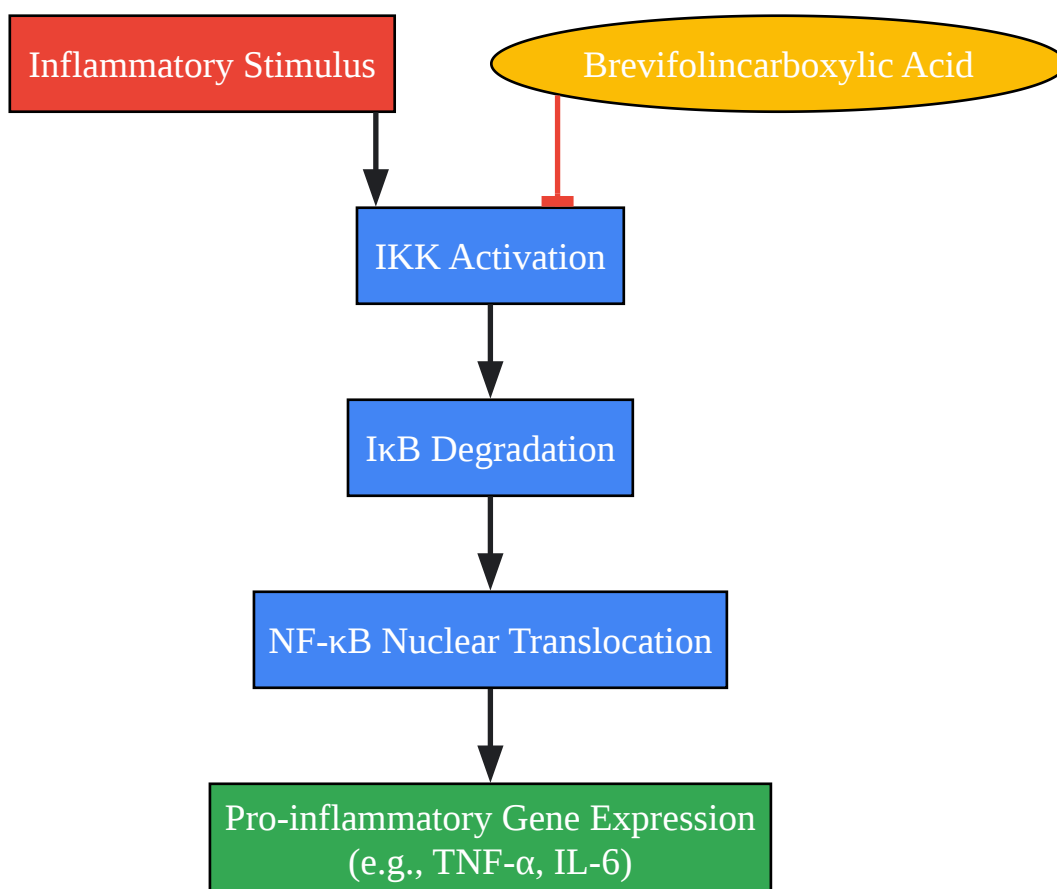 Inflammatory Stimulus
Brevifolincarboxylic Acid
IKK Activation
IκB Degradation
NF-κB Nuclear Translocation
Pro-inflammatory Gene Expression
(e.g., TNF-α, IL-6)